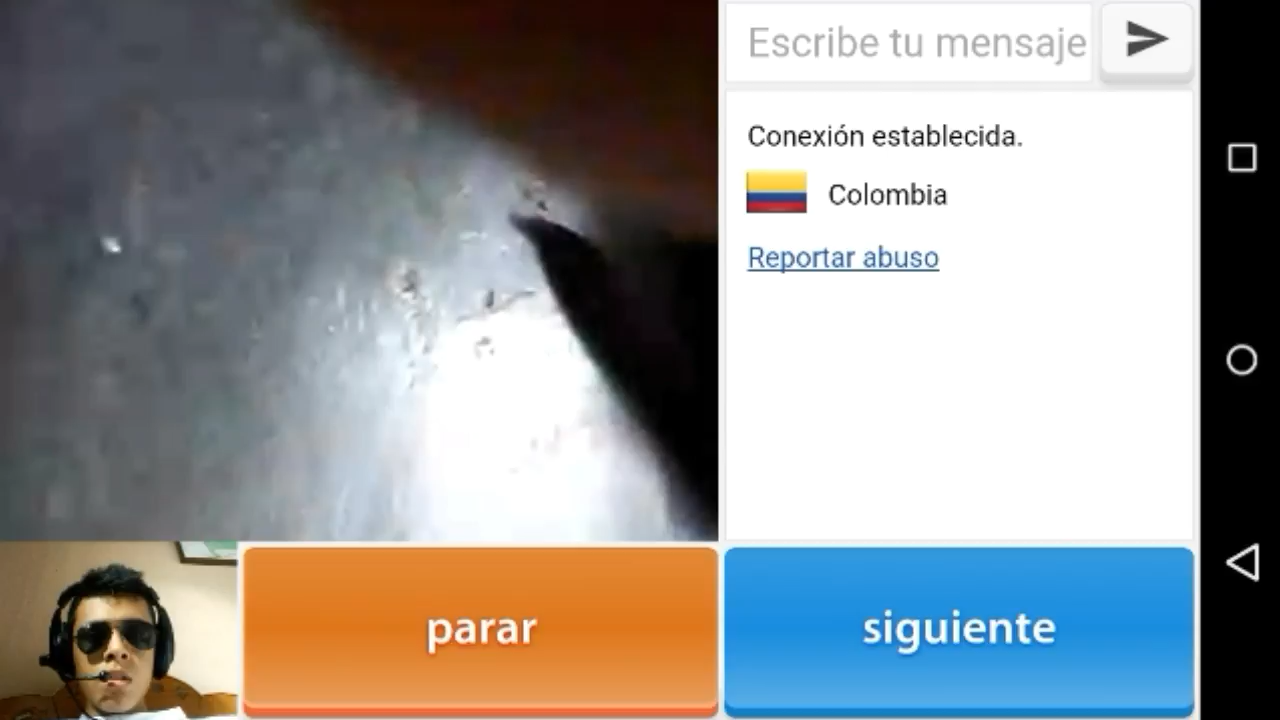 Escribe tu mensaje
Conexión establecida.
Colombia
Reportar abuso
parar
siguiente